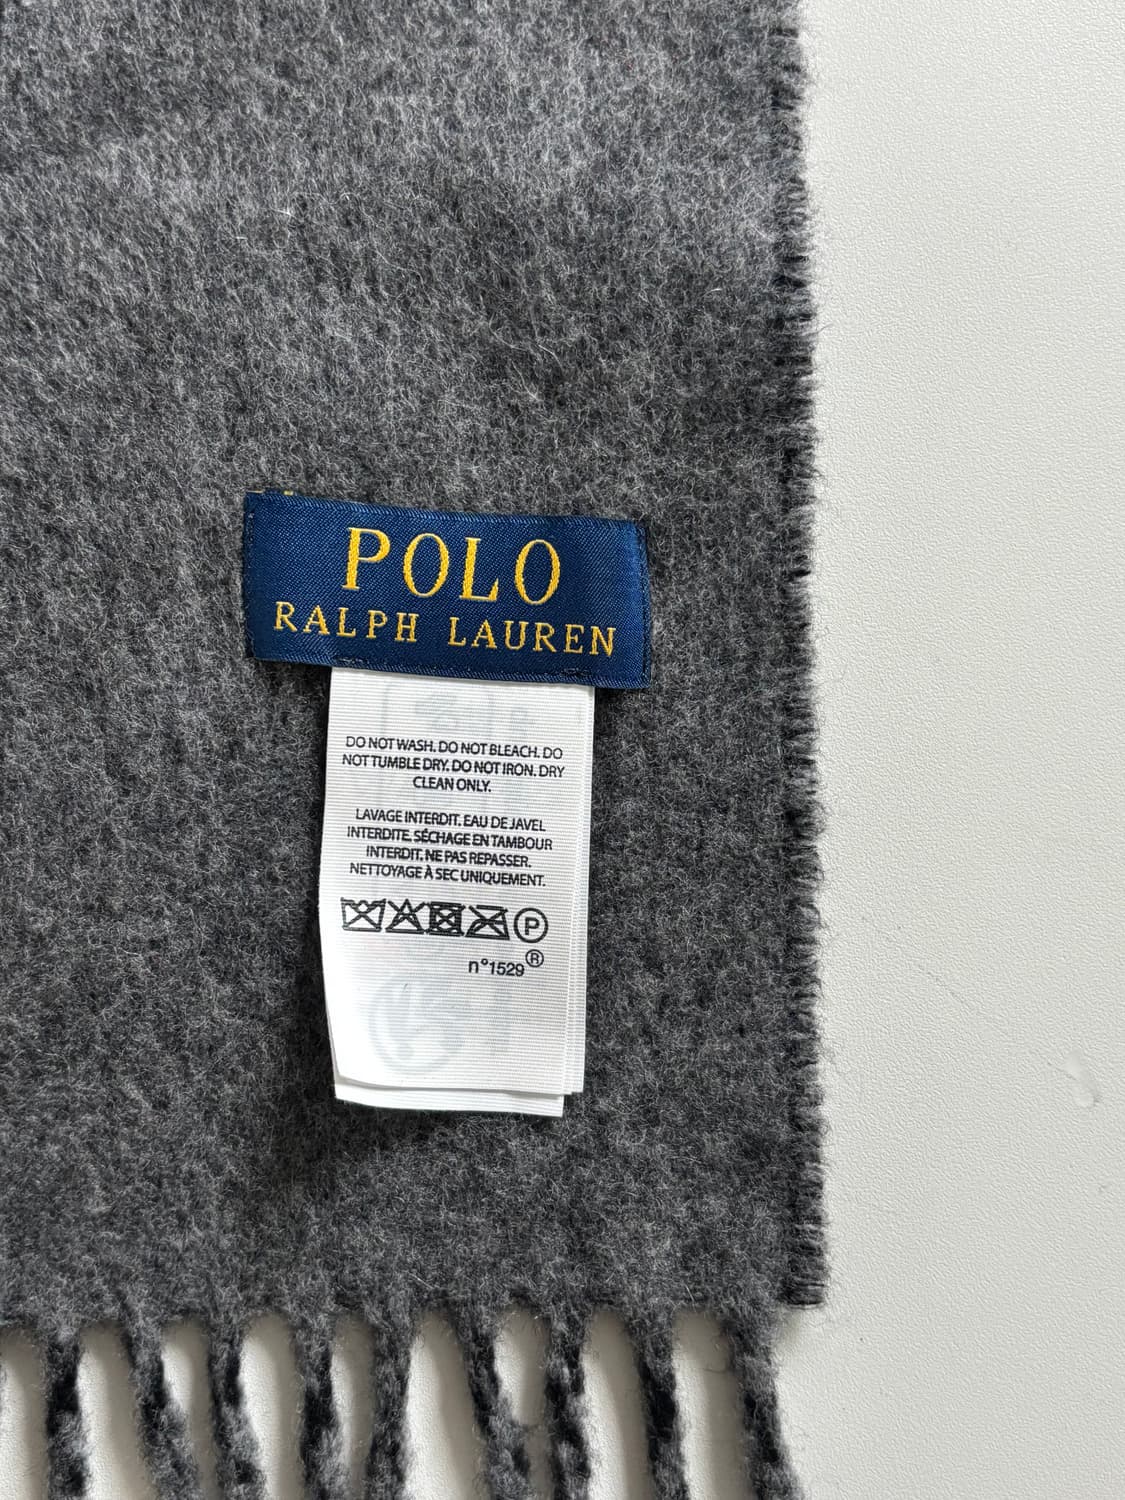 POLO
RALPH LAUREN
DO NOT WASH. DO NOT BLEACH. DO
NOT TUMBLE DRY. DO NOT IRON. DRY
CLEAN ONLY.
LAVAGE INTERDIT. EAU DE JAVEL
INTERDITE. SÉCHAGE EN TAMBOUR
INTERDIT. NE PAS REPASSER.
NETTOYAGE À SEC UNIQUEMENT.
P
n°1529 ®